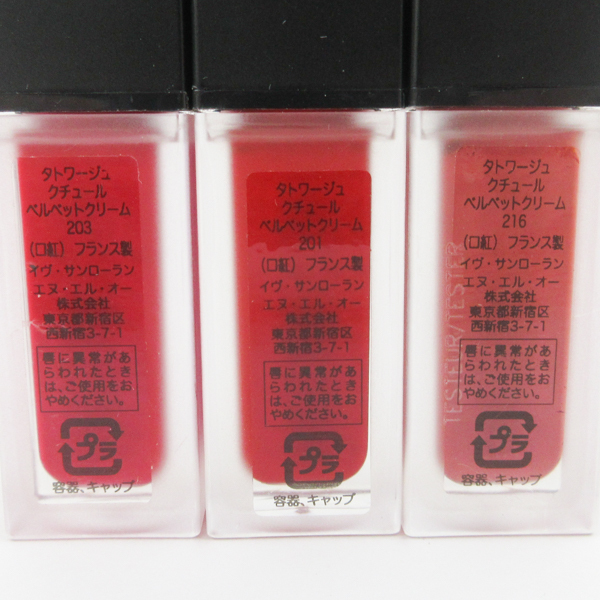 タトワージュ
クチュール
ベルベットクリーム
203
(口紅) フランス製
イヴ・サンローラン
エヌ・エル・オー
株式会社
東京都新宿区
西新宿3-7-1
唇に異常があ
らわれたとき
は、ご使用をお
やめください。
プラ
容器、キャップ
タトワージュ
クチュール
ベルベットクリーム
201
(口紅) フランス製
イヴ・サンローラン
エヌ・エル・オー
株式会社
東京都新宿区
西新宿3-7-1
唇に異常があ
らわれたとき
は、ご使用をお
やめください。
プラ
容器、キャップ
タトワージュ
クチュール
ベルベットクリーム
216
(口紅) フランス製
イヴ・サンローラン
エヌ・エル・オー
株式会社
東京都新宿区
西新宿3-7-1
唇に異常があ
らわれたとき
は、ご使用をお
やめください。
プラ
容器、キャップ
TESTEUR/TESTER